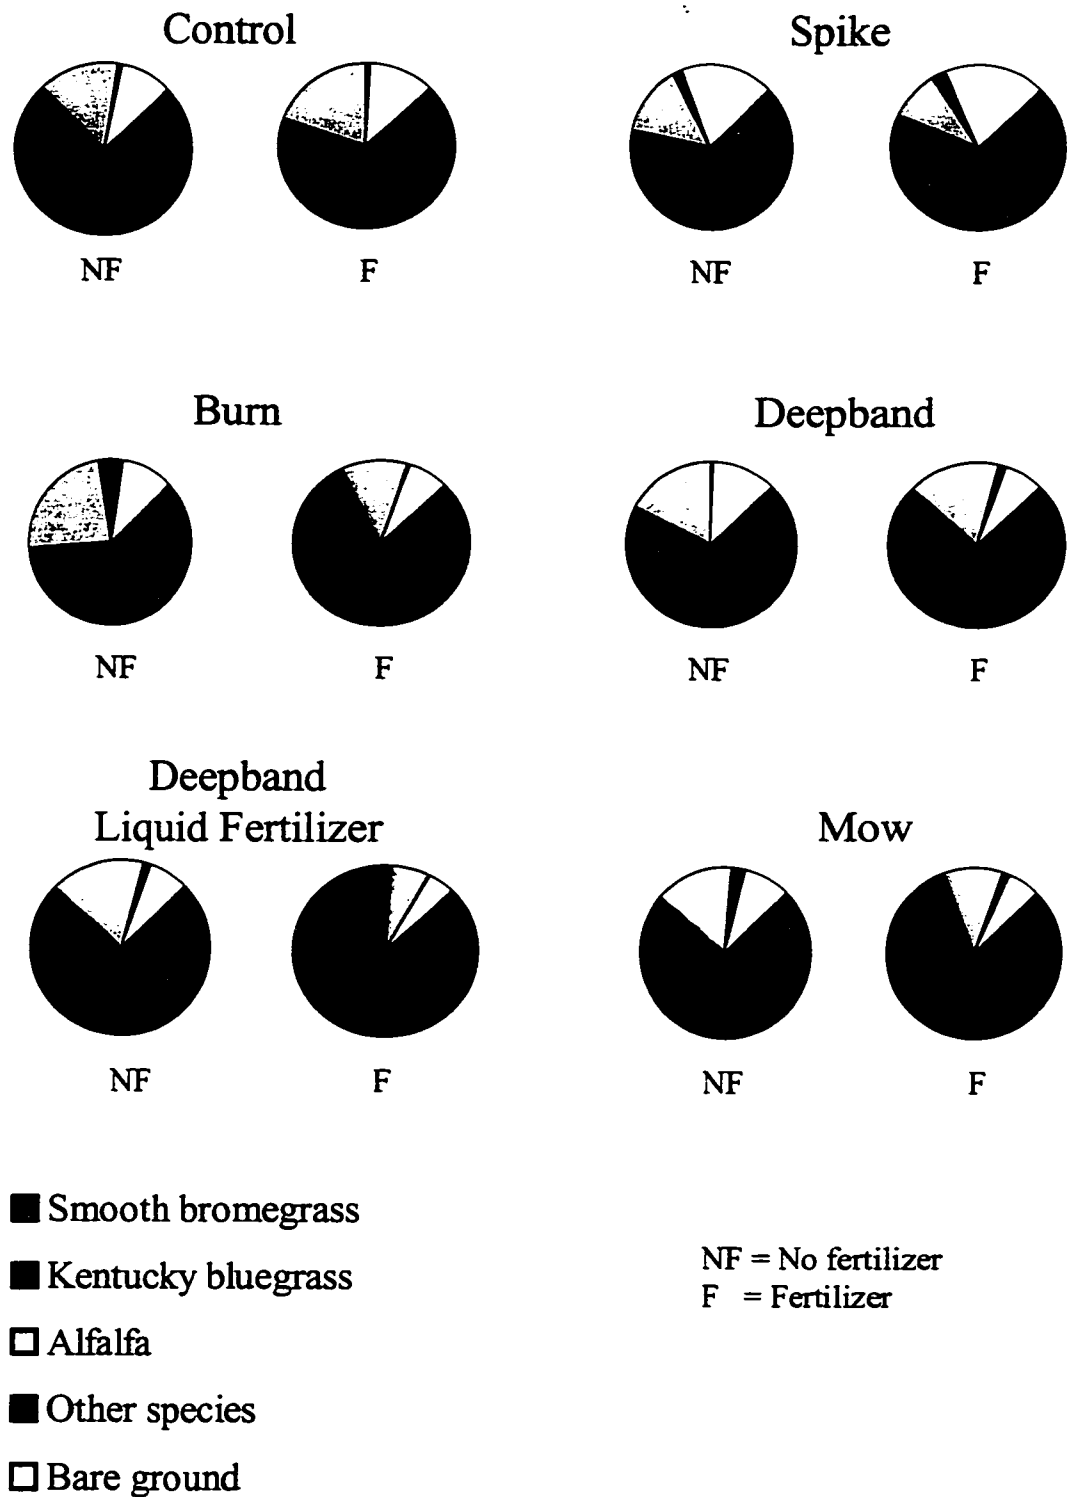 Control
Spike
NF
F
NF
F
Burn
Deepband
NF
F
NF
F
Deepband
Liquid Fertilizer
Mow
NF
F
NF
F
Smooth bromegrass
Kentucky bluegrass
Alfalfa
Other species
Bare ground
NF = No fertilizer
F = Fertilizer